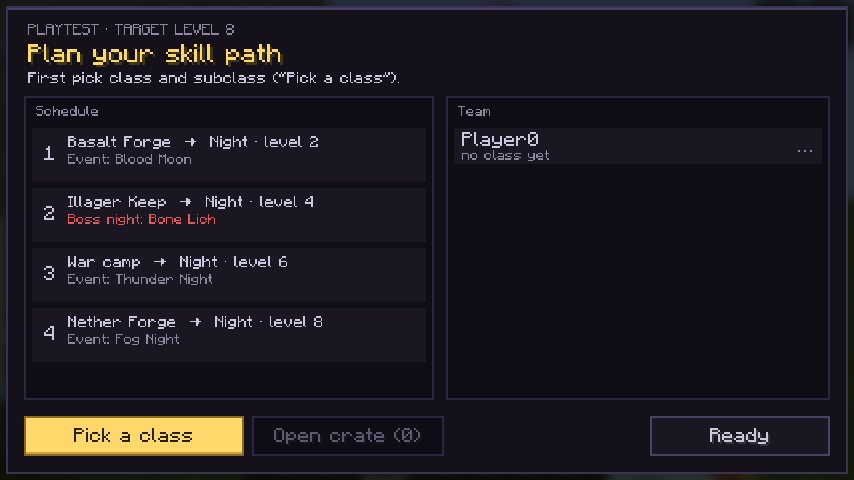 PLAYTEST · TARGET LEVEL 8
Plan your skill path
First pick class and subclass ("Pick a class").
Schedule
1
Basalt Forge → Night · level 2
Event: Blood Moon
2
Illager Keep → Night · level 4
Boss night: Bone Lich
3
War camp → Night · level 6
Event: Thunder Night
4
Nether Forge → Night · level 8
Event: Fog Night
Team
Player0
no class yet
...
Pick a class
Open crate (0)
Ready